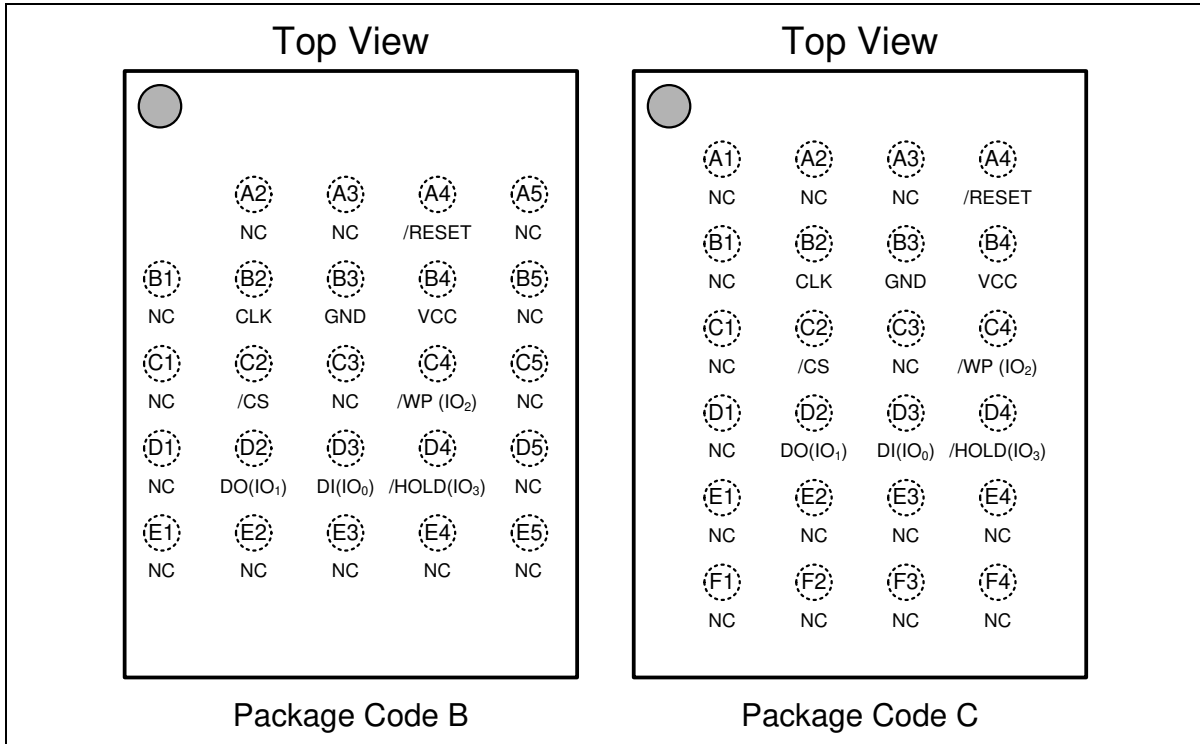 Top View
A2 A3 A4 A5
NC NC /RESET NC
B1 B2 B3 B4 B5
NC CLK GND VCC NC
C1 C2 C3 C4 C5
NC /CS NC /WP (IO₂) NC
D1 D2 D3 D4 D5
NC DO(IO₁) DI(IO₀) /HOLD(IO₃) NC
E1 E2 E3 E4 E5
NC NC NC NC NC
Package Code B
Top View
A1 A2 A3 A4
NC NC NC /RESET
B1 B2 B3 B4
NC CLK GND VCC
C1 C2 C3 C4
NC /CS NC /WP (IO₂)
D1 D2 D3 D4
NC DO(IO₁) DI(IO₀) /HOLD(IO₃)
E1 E2 E3 E4
NC NC NC NC
F1 F2 F3 F4
NC NC NC NC
Package Code C